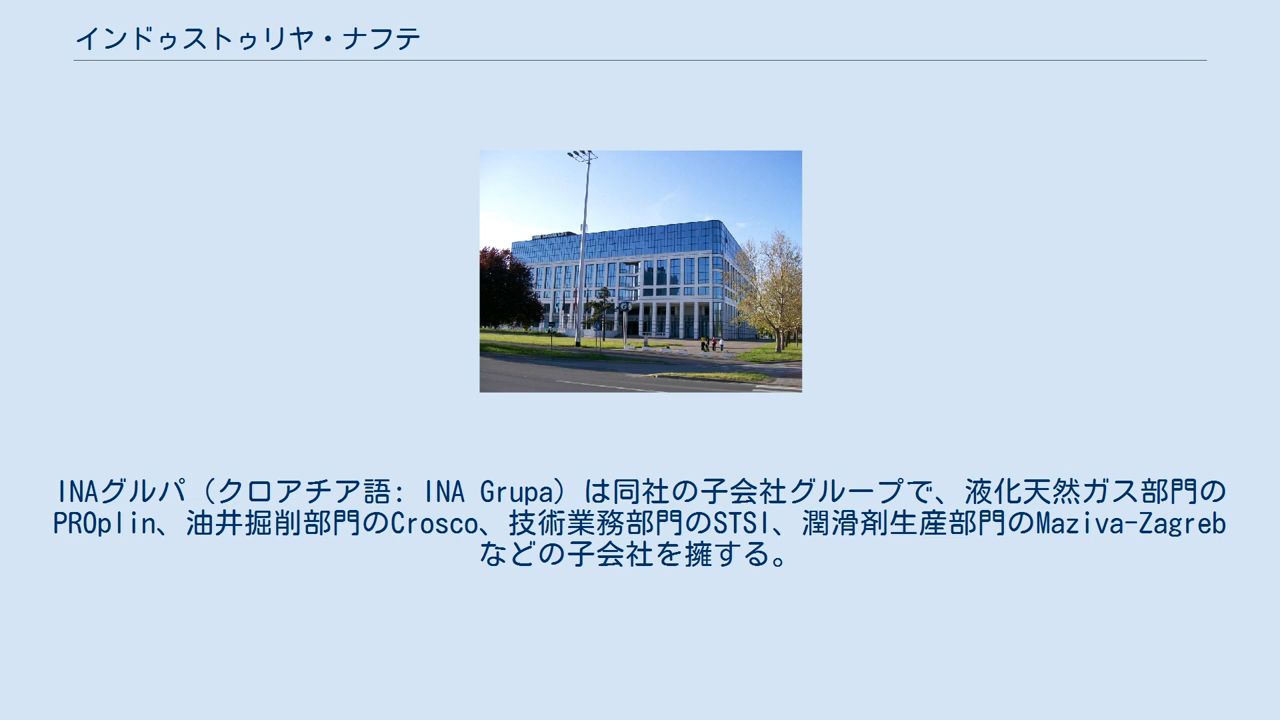 インドゥストゥリヤ・ナフテ
INAグルパ（クロアチア語: INA Grupa）は同社の子会社グループで、液化天然ガス部門の
PROplin、油井掘削部門のCrosco、技術業務部門のSTSI、潤滑剤生産部門のMaziva-Zagreb
などの子会社を擁する。